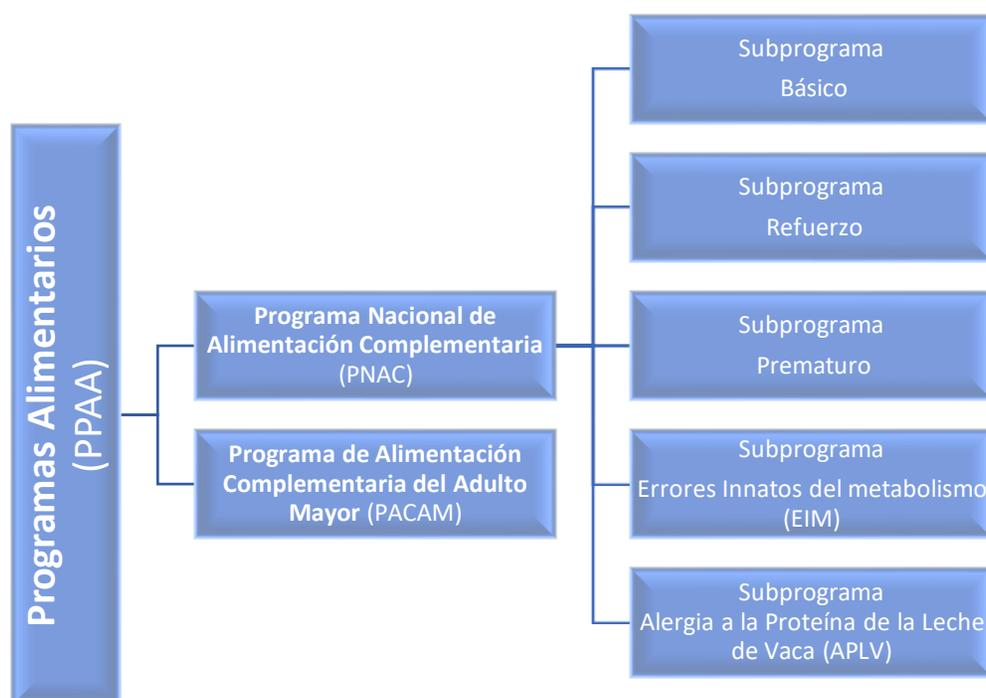 Programas Alimentarios
(PPAA)
Programa Nacional de
Alimentación Complementaria
(PNAC)
Programa de Alimentación
Complementaria del Adulto
Mayor (PACAM)
Subprograma
Básico
Subprograma
Refuerzo
Subprograma
Prematuro
Subprograma
Errores Innatos del metabolismo
(EIM)
Subprograma
Alergia a la Proteína de la Leche
de Vaca (APLV)